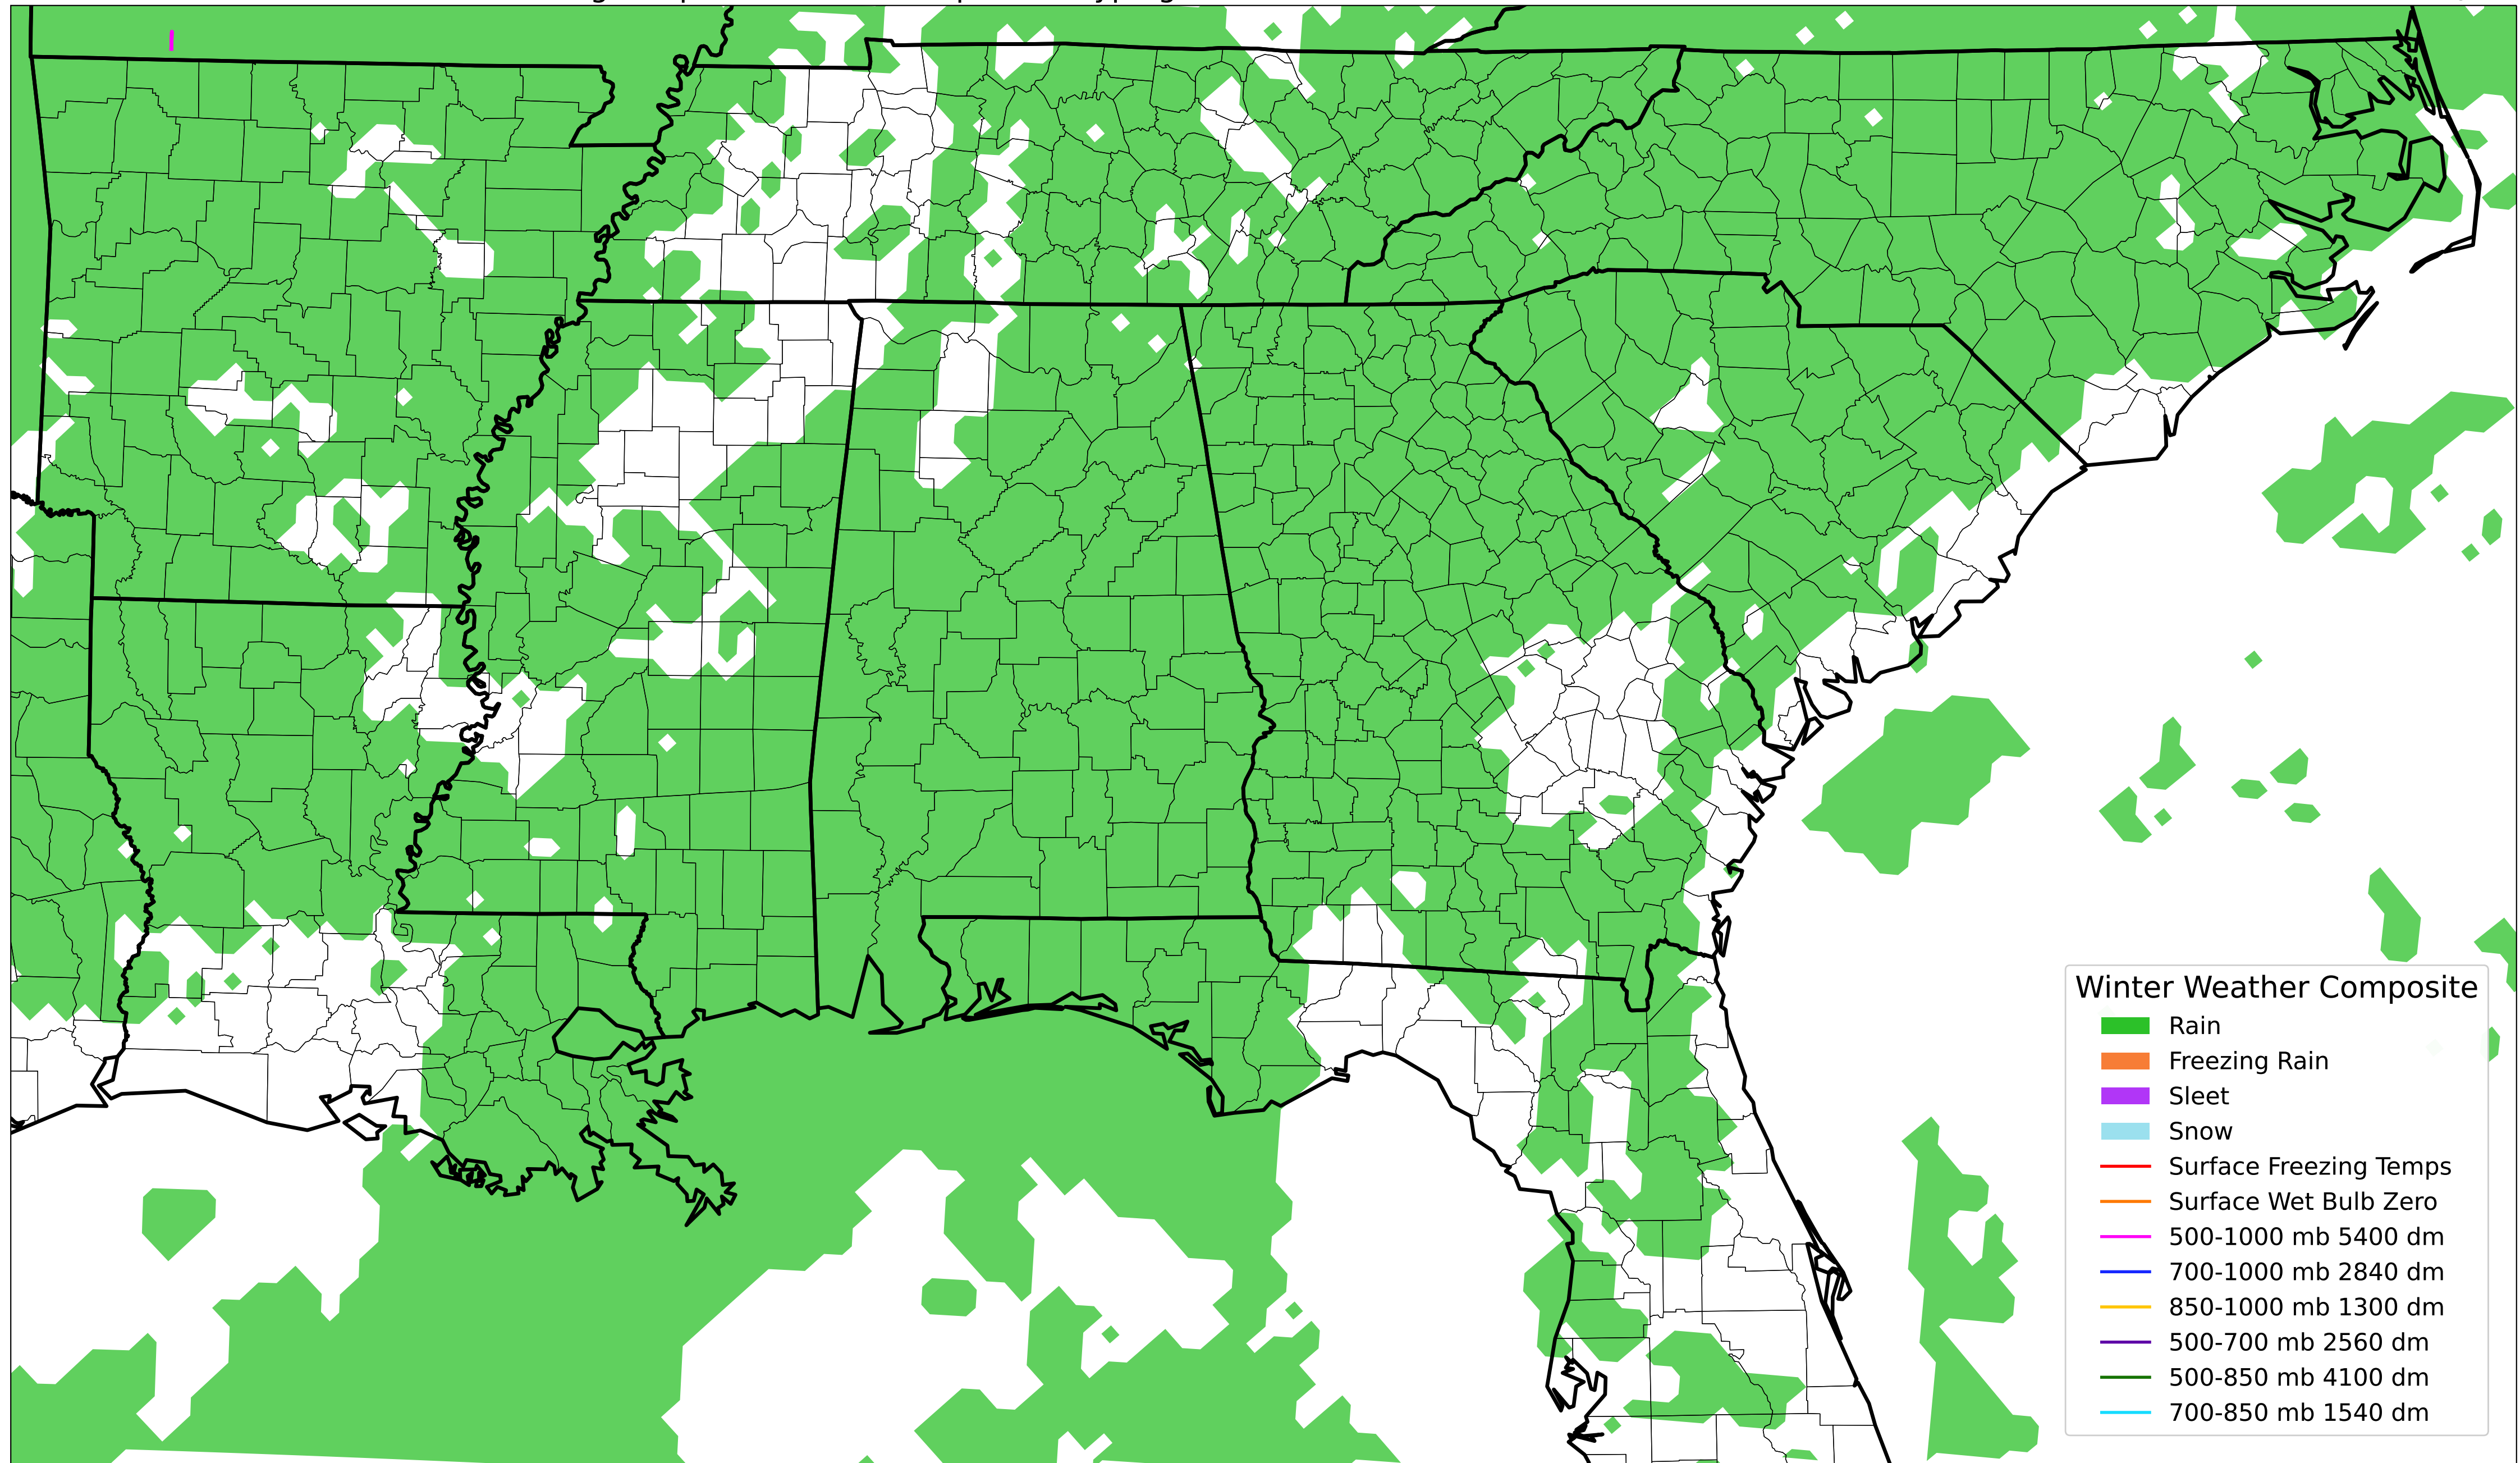 Winter Weather Composite
Rain
Freezing Rain
Sleet
Snow
Surface Freezing Temps
Surface Wet Bulb Zero
500-1000 mb 5400 dm
700-1000 mb 2840 dm
850-1000 mb 1300 dm
500-700 mb 2560 dm
500-850 mb 4100 dm
700-850 mb 1540 dm